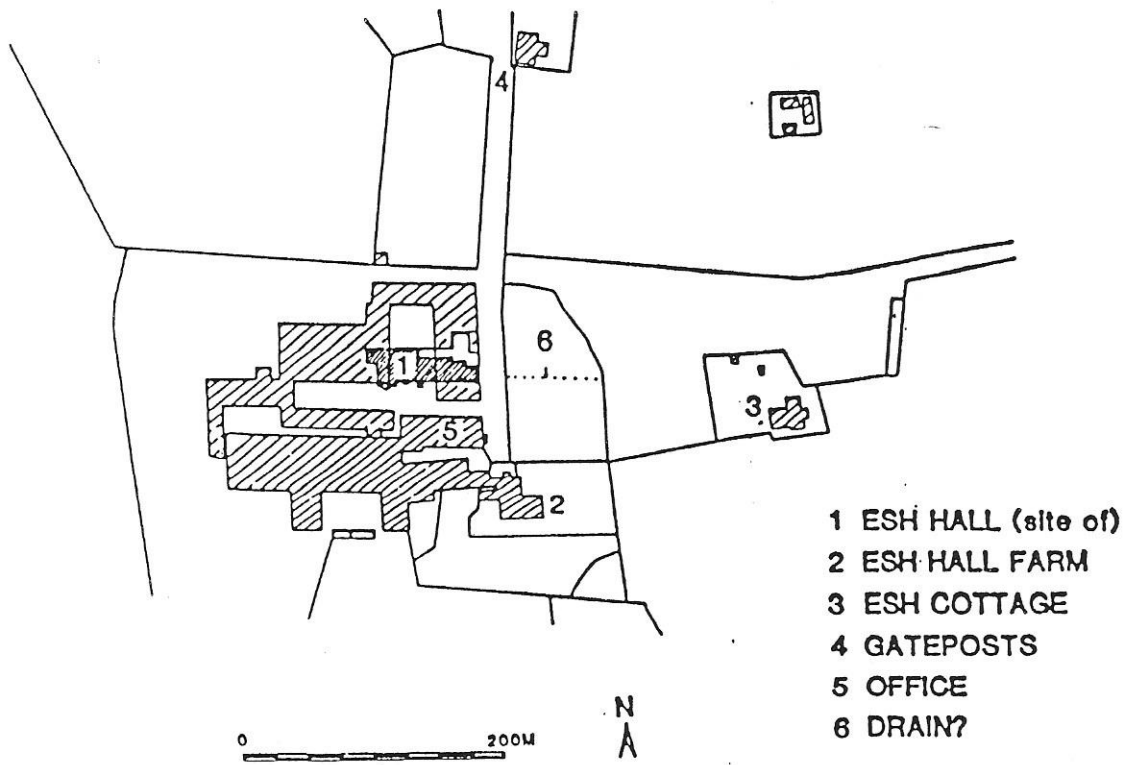 4
6
1
3
5
2
1 ESH HALL (site of)
2 ESH HALL FARM
3 ESH COTTAGE
4 GATEPOSTS
5 OFFICE
6 DRAIN?
N
0 200M